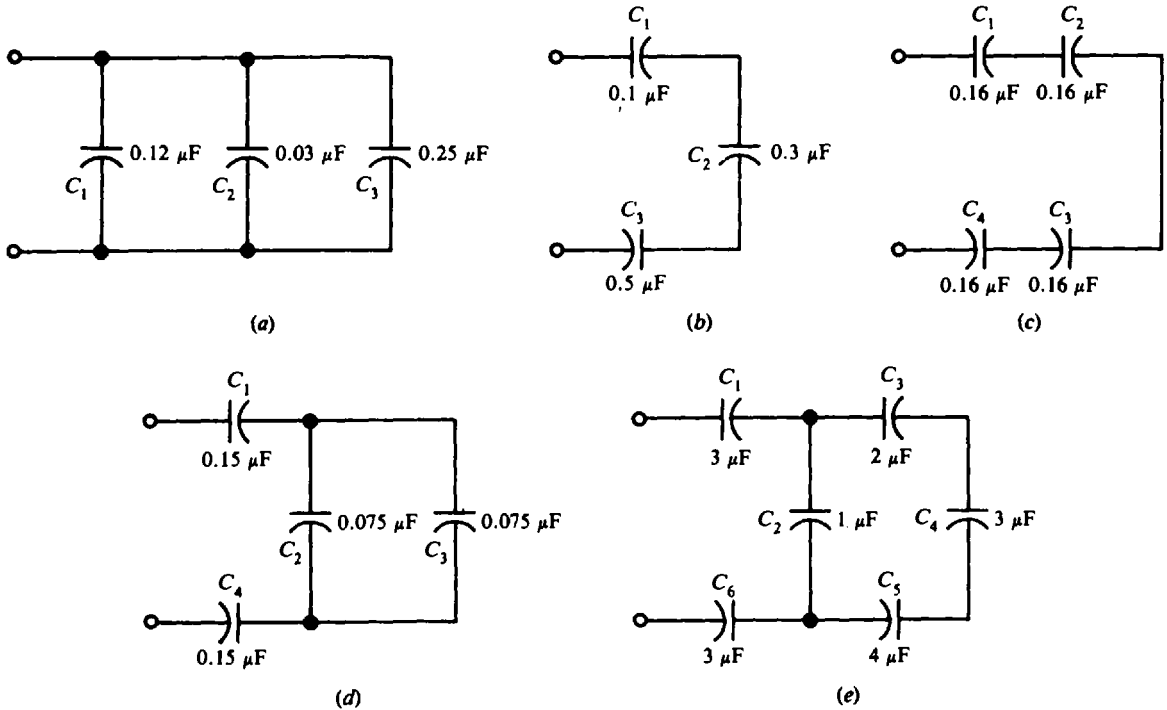 C₁
0.12 μF
C₂
0.03 μF
C₃
0.25 μF
(a)
C₁
0.1 μF
C₂
0.3 μF
C₃
0.5 μF
(b)
C₁
C₂
0.16 μF
0.16 μF
C₄
C₃
0.16 μF
0.16 μF
(c)
C₁
0.15 μF
C₂
0.075 μF
C₃
0.075 μF
C₄
0.15 μF
(d)
C₁
3 μF
C₃
2 μF
C₂
1 μF
C₄
3 μF
C₆
3 μF
C₅
4 μF
(e)